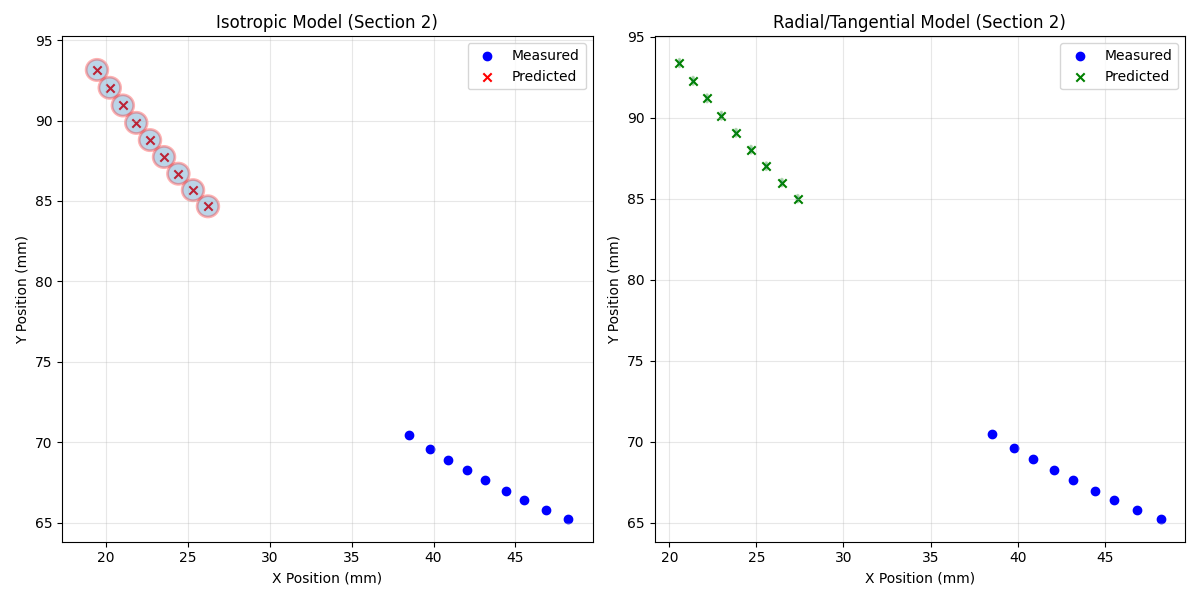 Isotropic Model (Section 2)
95
90
85
80
75
70
65
20 25 30 35 40 45
Y Position (mm)
X Position (mm)
Measured
Predicted
Radial/Tangential Model (Section 2)
95
90
85
80
75
70
65
20 25 30 35 40 45
Y Position (mm)
X Position (mm)
Measured
Predicted